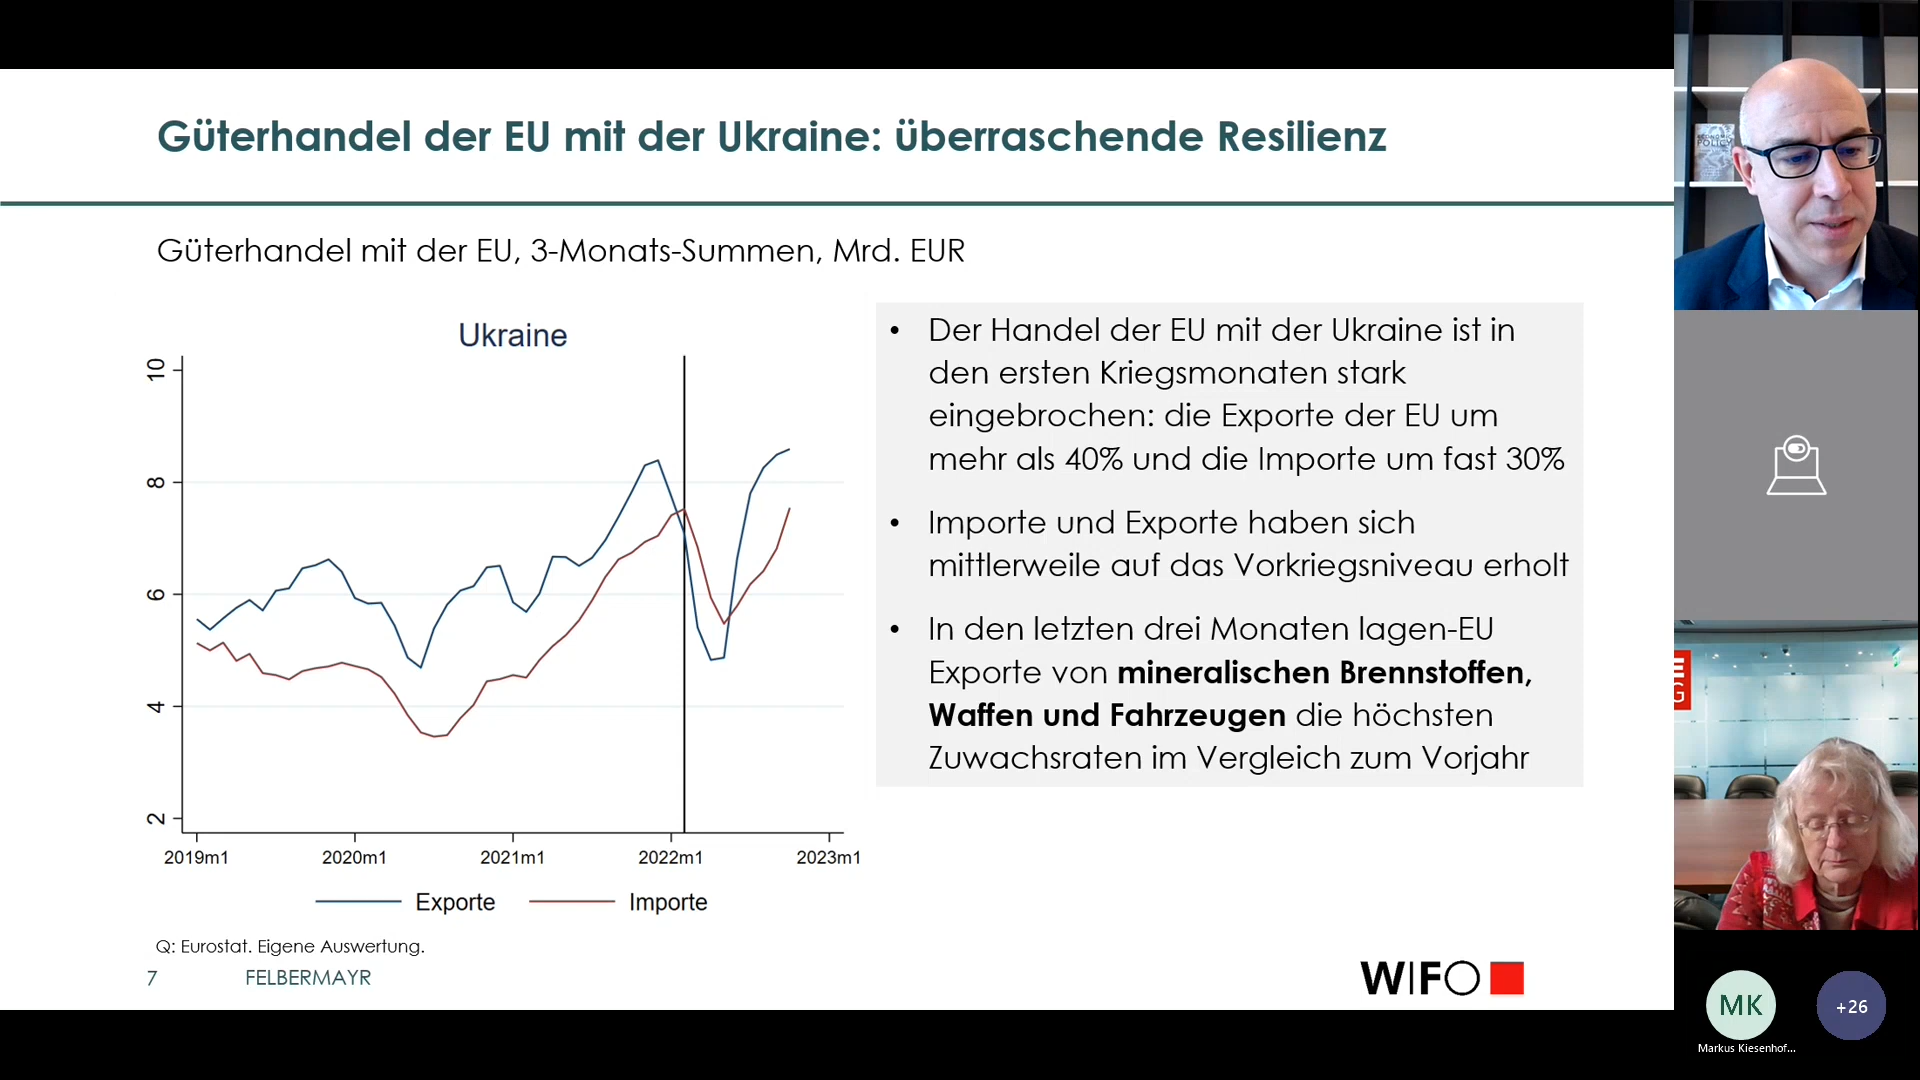 Güterhandel der EU mit der Ukraine: überraschende Resilienz
Güterhandel mit der EU, 3-Monats-Summen, Mrd. EUR
Ukraine
10
8
6
4
2
2019m1
2020m1
2021m1
2022m1
2023m1
Exporte
Importe
• Der Handel der EU mit der Ukraine ist in
den ersten Kriegsmonaten stark
eingebrochen: die Exporte der EU um
mehr als 40% und die Importe um fast 30%
• Importe und Exporte haben sich
mittlerweile auf das Vorkriegsniveau erholt
• In den letzten drei Monaten lagen-EU
Exporte von mineralischen Brennstoffen,
Waffen und Fahrzeugen die höchsten
Zuwachsraten im Vergleich zum Vorjahr
Q: Eurostat. Eigene Auswertung.
7
FELBERMAYR
WIFO
ECONOMIC
POLICY
E
G
MK
+26
Markus Kiesenhof...